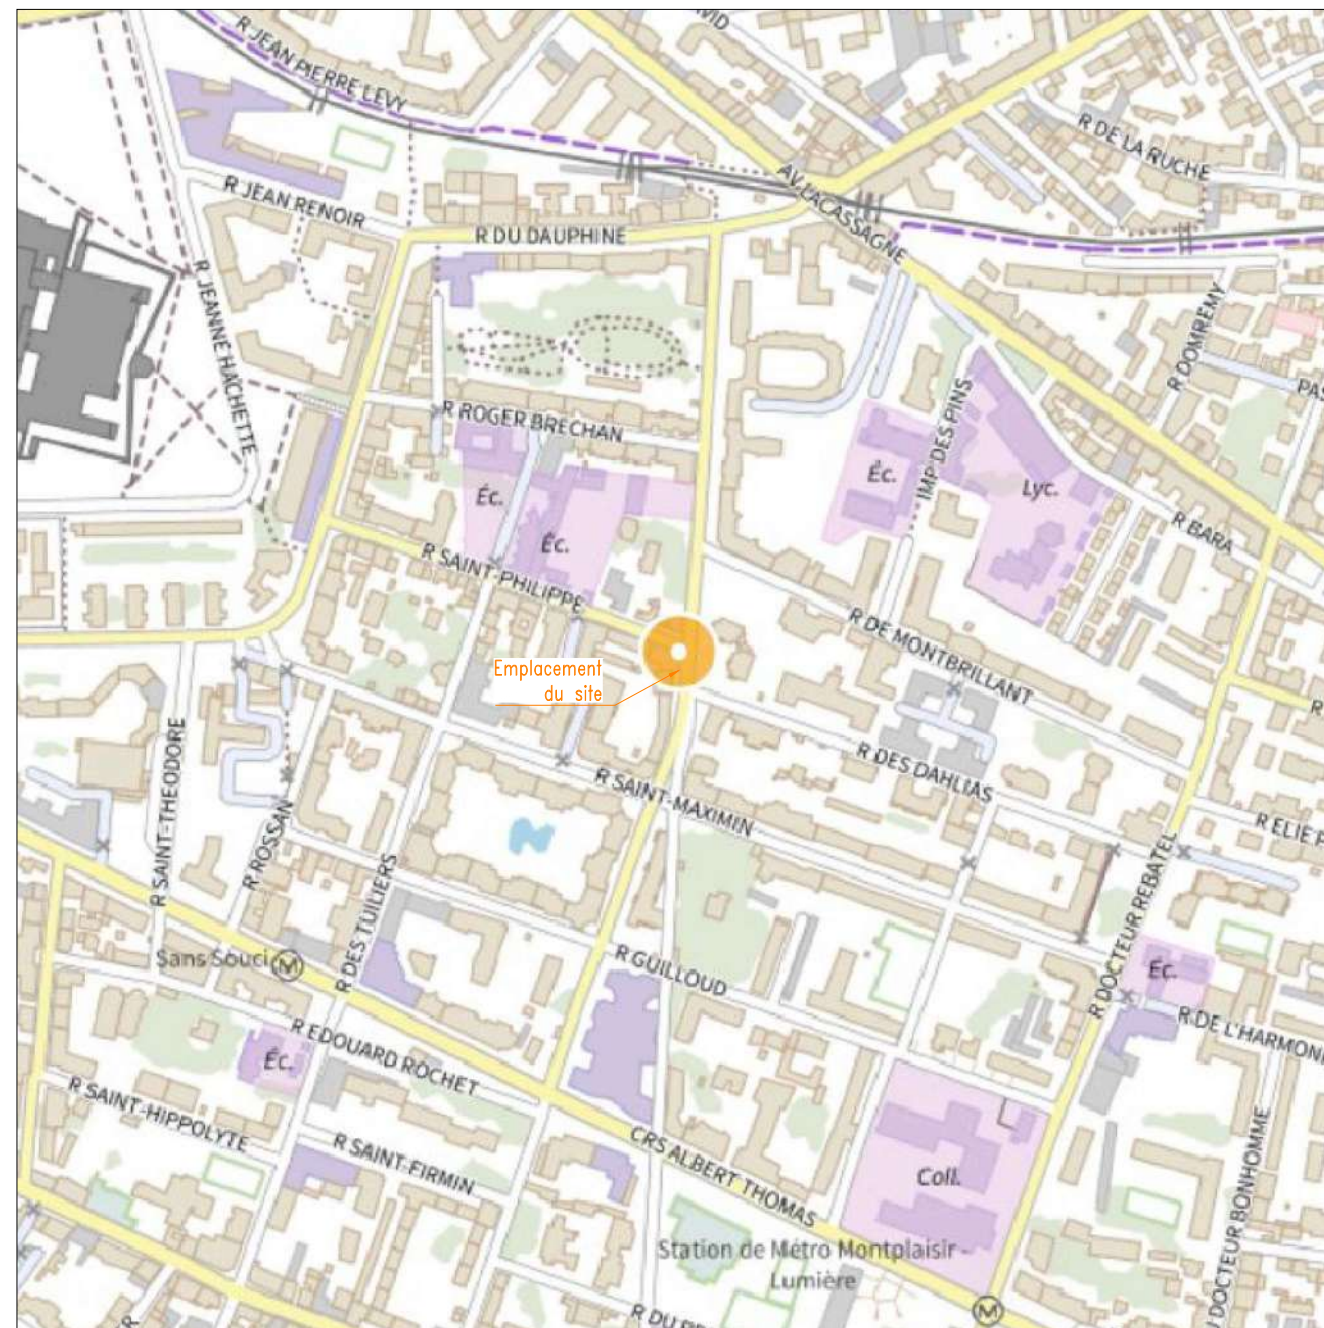 R JEAN PIERRE LEVY
R DE LA RUCHE
AV LACASSAGNE
R JEAN RENOIR
R DU DAUPHINE
R JEANNE HACHETTE
R DOMREMY
PAS
R ROGER BRECHAN
IMP DES PINS
Éc.
Éc.
Lyc.
Éc.
R BARA
R SAINT-PHILIPPE
R DE MONTBRILLANT
Emplacement
du site
R
R DES DAHLIAS
R SAINT-THEODORE
R SAINT-MAXIMIN
R ROSSAN
R ELIE
R DES TUILIERS
R DOCTEUR REBATEL
Sans Souci
M
R GUILLOUD
Éc.
R DE L'HARMONI
R EDOUARD ROCHET
Éc.
R SAINT-HIPPOLYTE
R SAINT-FIRMIN
CRS ALBERT THOMAS
Coll.
DOCTEUR BONHOMME
Station de Métro Montplaisir -
Lumière
M
R DU